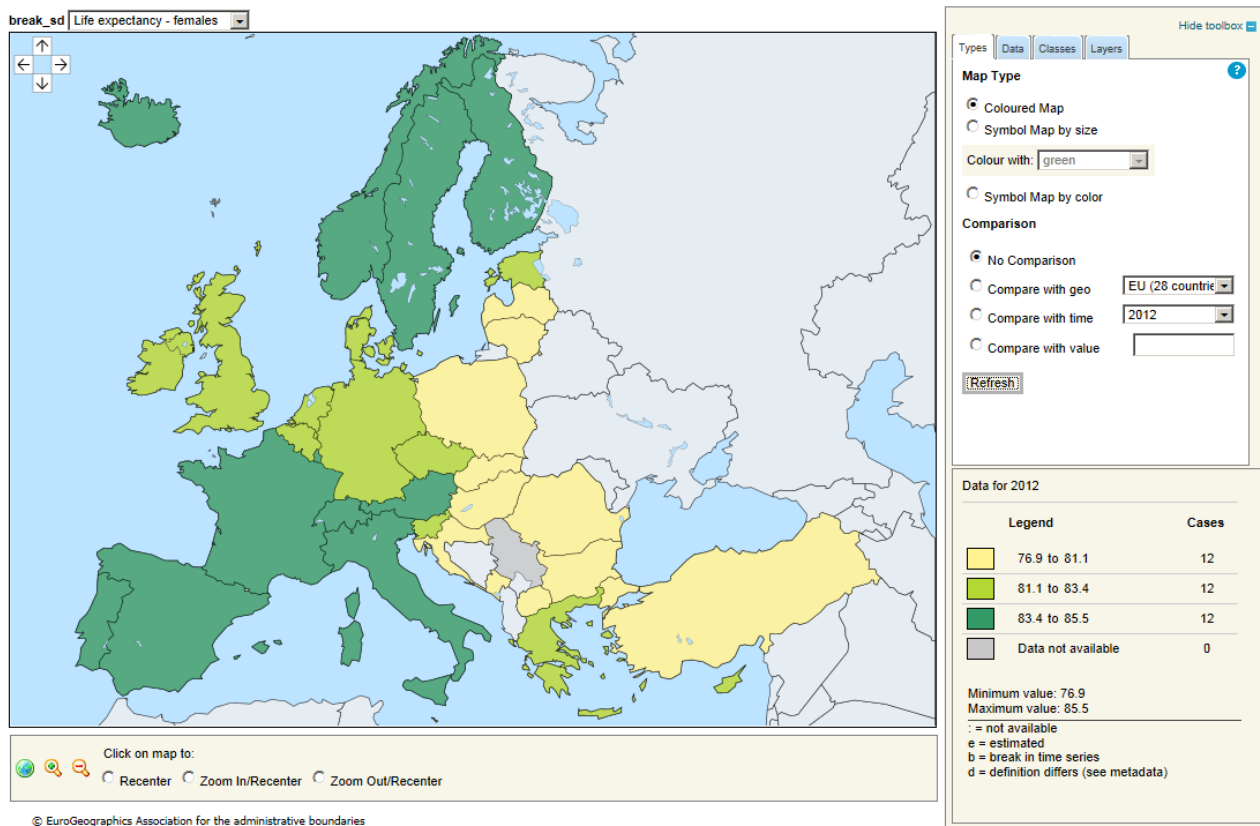 break_sd Life expectancy - females
Hide toolbox
Types Data Classes Layers
?
Map Type
Coloured Map
Symbol Map by size
Colour with: green
Symbol Map by color
Comparison
No Comparison
Compare with geo EU (28 countrie
Compare with time 2012
Compare with value
Refresh
Data for 2012
Legend Cases
76.9 to 81.1 12
81.1 to 83.4 12
83.4 to 85.5 12
Data not available 0
Minimum value: 76.9
Maximum value: 85.5
: = not available
e = estimated
b = break in time series
d = definition differs (see metadata)
Click on map to:
Recenter Zoom In/Recenter Zoom Out/Recenter
© EuroGeographics Association for the administrative boundaries